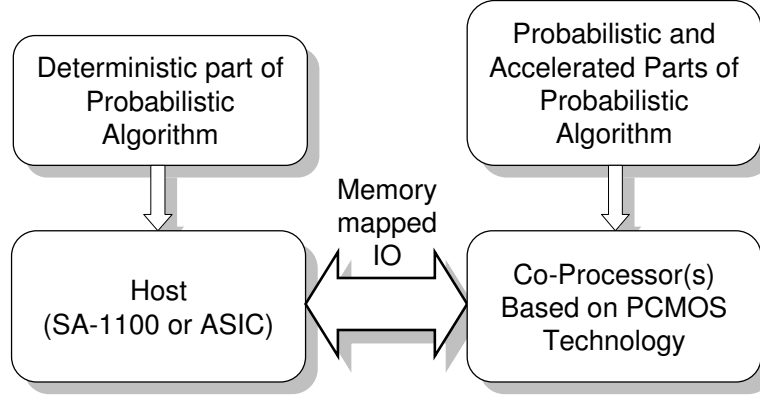 Deterministic part of
Probabilistic
Algorithm
Probabilistic and
Accelerated Parts of
Probabilistic
Algorithm
Memory
mapped
IO
Host
(SA-1100 or ASIC)
Co-Processor(s)
Based on PCMOS
Technology